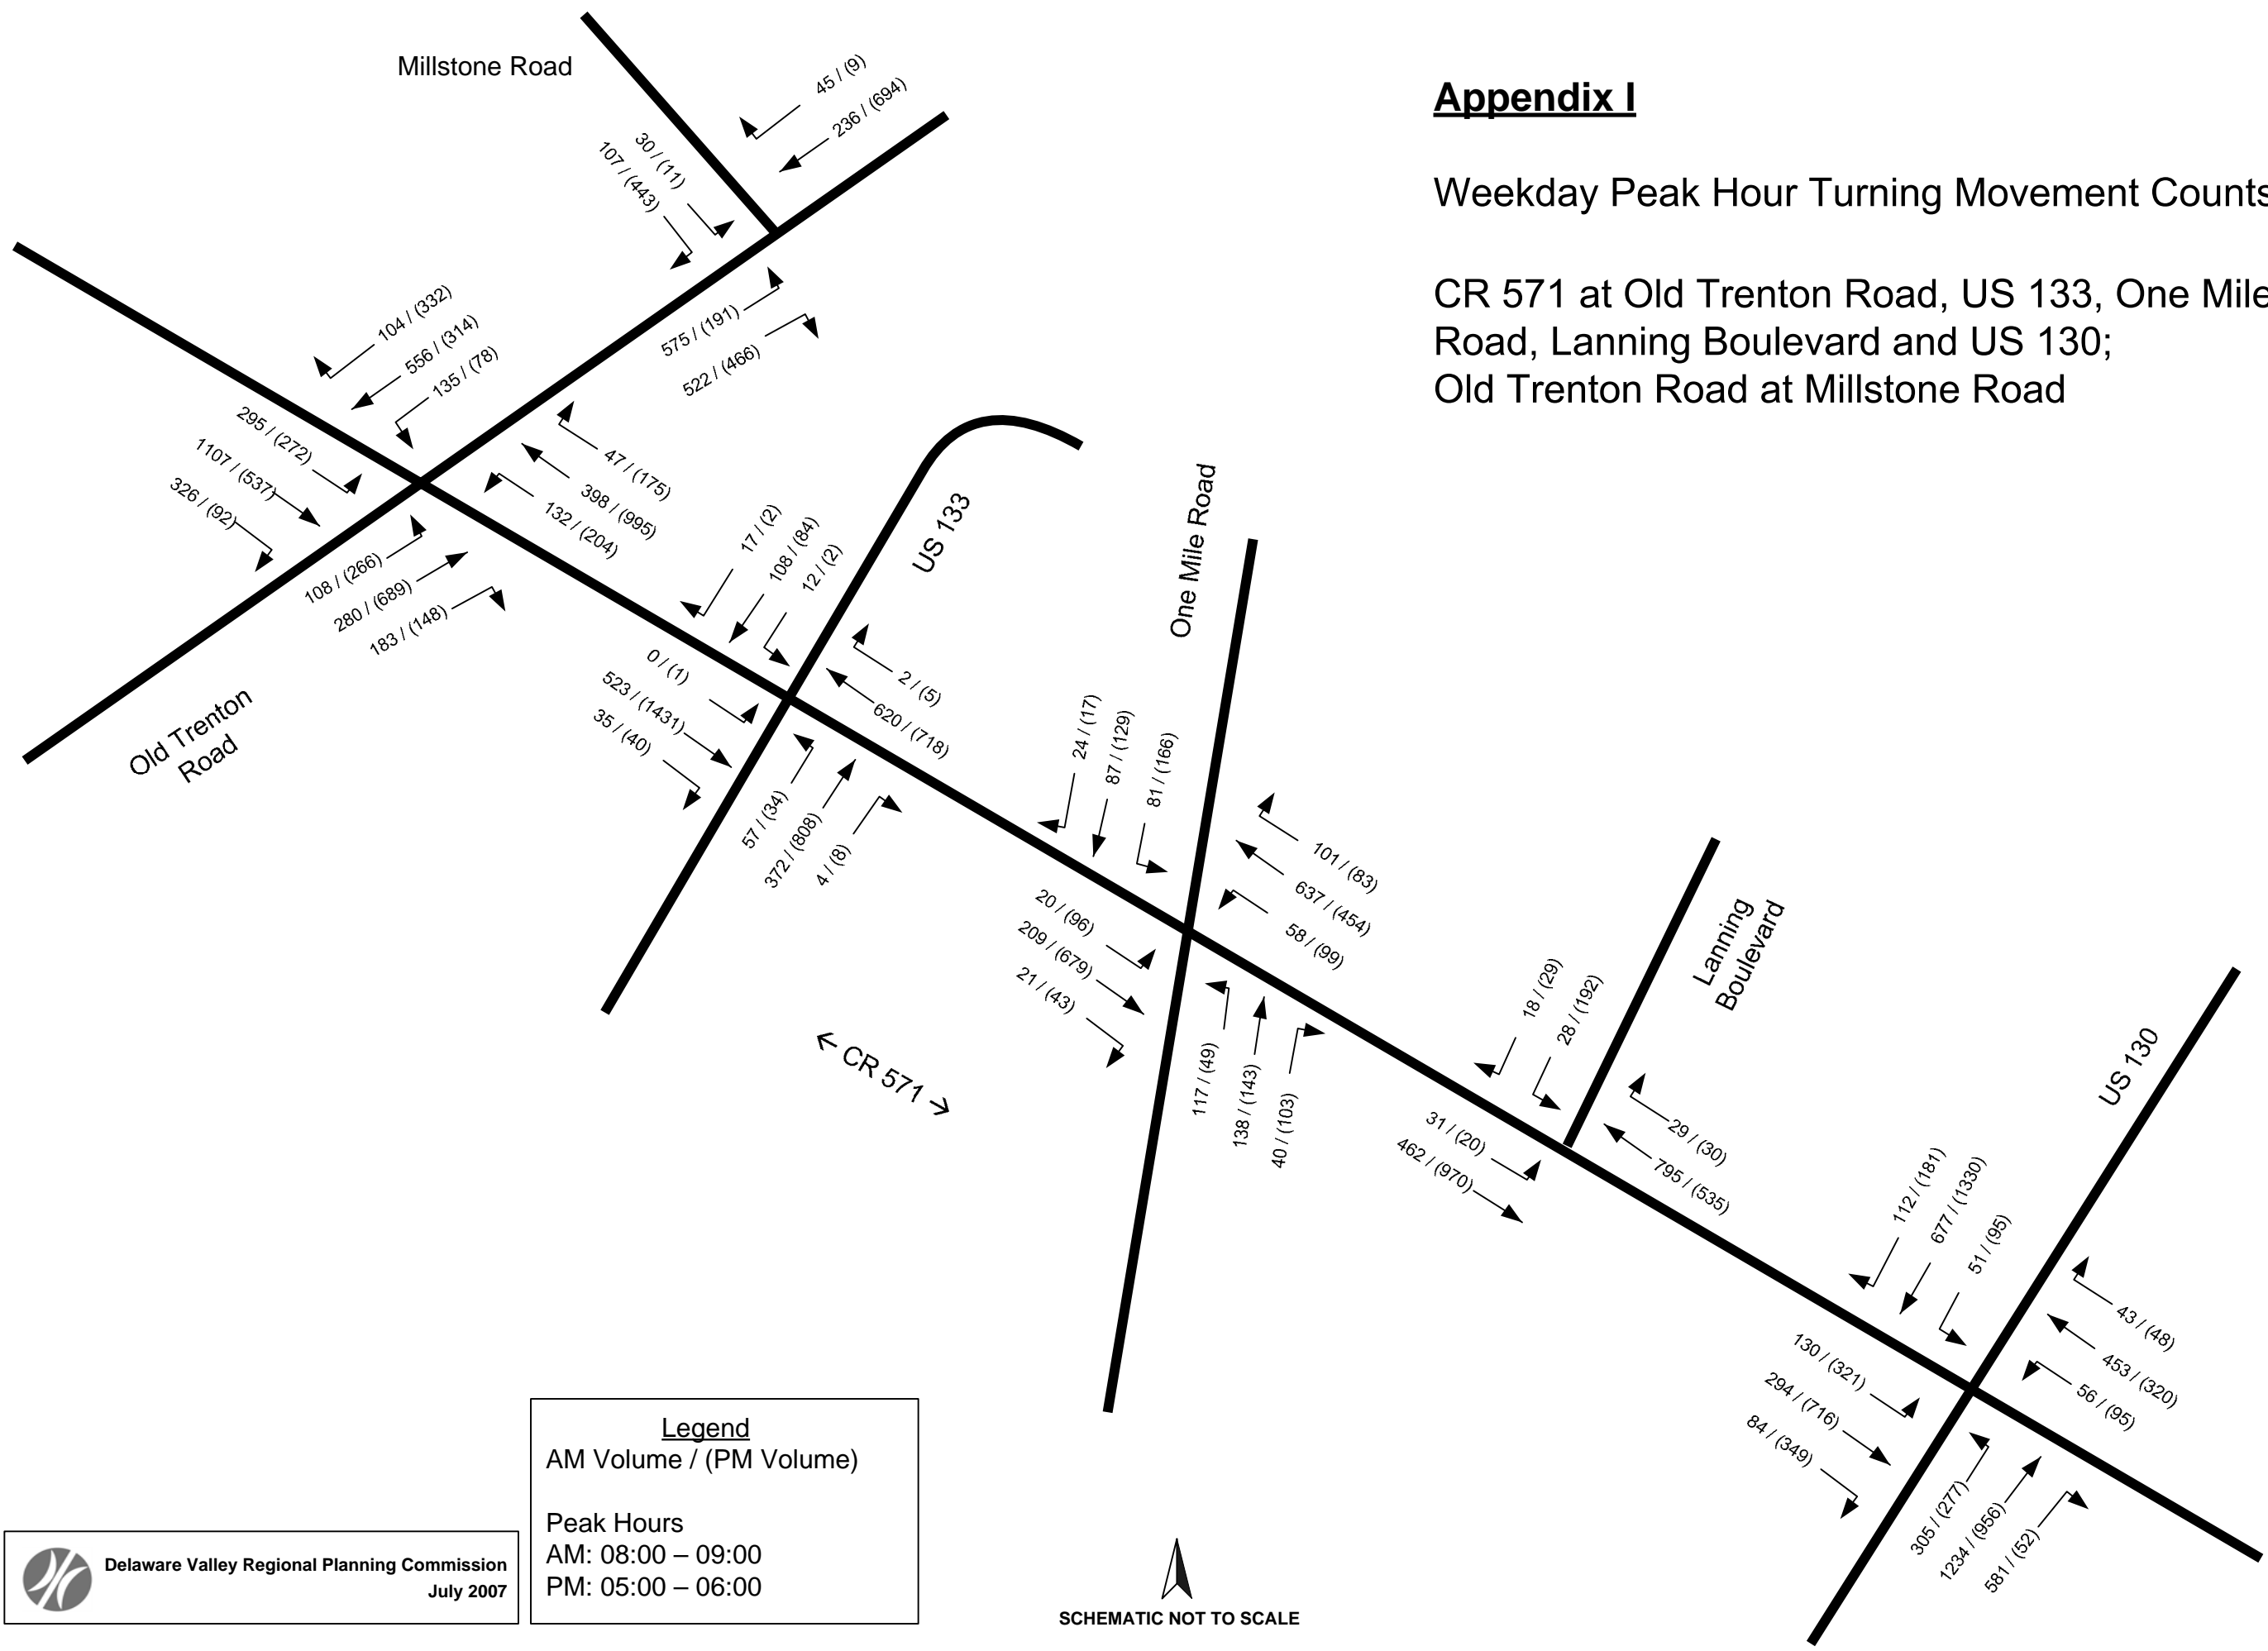 Appendix I
Weekday Peak Hour Turning Movement Counts
CR 571 at Old Trenton Road, US 133, One Mile
Road, Lanning Boulevard and US 130;
Old Trenton Road at Millstone Road
Millstone Road
45 / (9)
236 / (694)
30 / (11)
107 / (443)
575 / (191)
522 / (466)
104 / (332)
556 / (314)
135 / (78)
295 / (272)
1107 / (537)
326 / (92)
47 / (175)
398 / (995)
132 / (204)
108 / (266)
280 / (689)
183 / (148)
Old Trenton
Road
US 133
17 / (2)
108 / (84)
12 / (2)
0 / (1)
523 / (1431)
35 / (40)
2 / (5)
620 / (718)
57 / (34)
372 / (808)
4 / (8)
One Mile Road
24 / (17)
87 / (129)
81 / (166)
20 / (96)
209 / (679)
21 / (43)
101 / (83)
637 / (454)
58 / (99)
117 / (49)
138 / (143)
40 / (103)
← CR 571 →
Lanning
Boulevard
18 / (29)
28 / (192)
31 / (20)
462 / (970)
29 / (30)
795 / (535)
US 130
112 / (181)
677 / (1330)
51 / (95)
130 / (321)
294 / (716)
84 / (349)
43 / (48)
453 / (320)
56 / (95)
305 / (277)
1234 / (956)
581 / (52)
Legend
AM Volume / (PM Volume)
Peak Hours
AM: 08:00 – 09:00
PM: 05:00 – 06:00
Delaware Valley Regional Planning Commission
July 2007
SCHEMATIC NOT TO SCALE